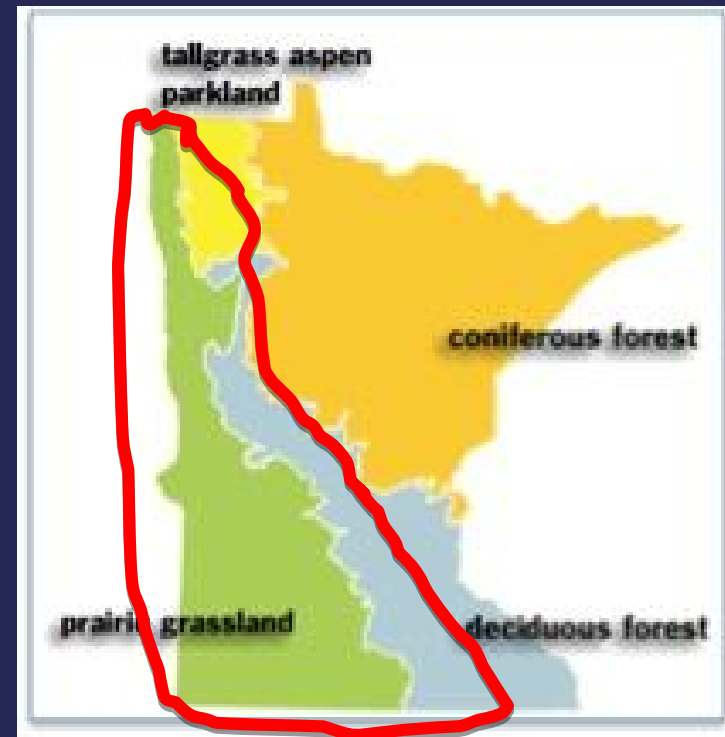 tallgrass aspen
parkland
coniferous forest
prairie grassland
deciduous forest